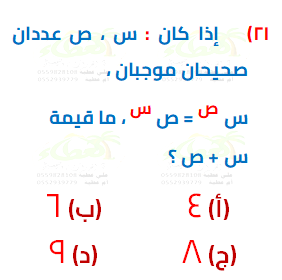 ٢١) إذا كان : س ، ص عددان
صحيحان موجبان ،
س^ص = ص^س ، ما قيمة
س + ص ؟
(أ) ٤ (ب) ٦
(ج) ٨ (د) ٩